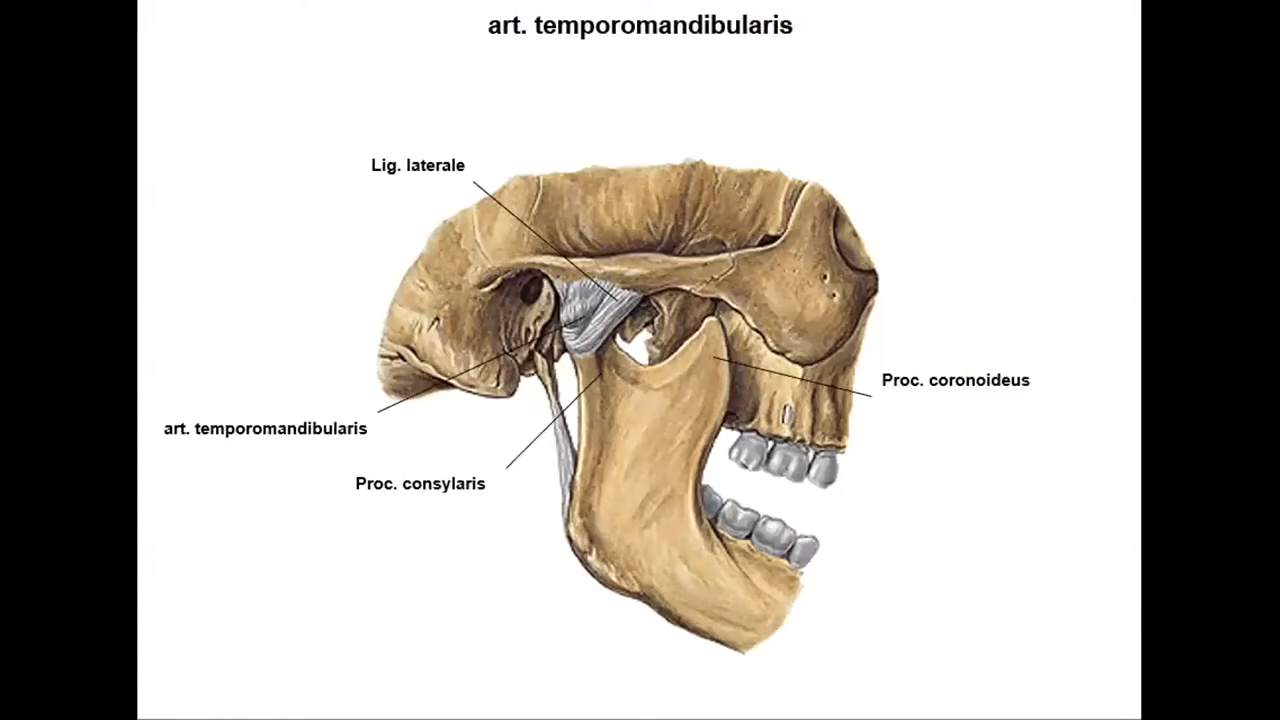 art. temporomandibularis
Lig. laterale
Proc. coronoideus
art. temporomandibularis
Proc. consylaris